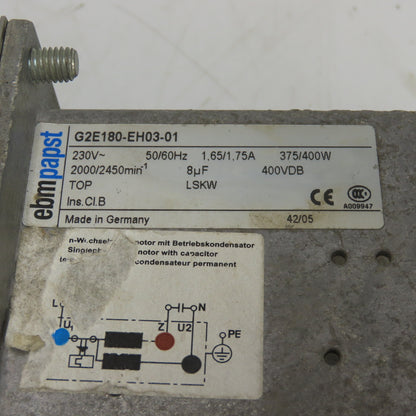 ebmpapst
G2E180-EH03-01
230V~ 50/60Hz 1,65/1,75A 375/400W
2000/2450min⁻¹ 8µF 400VDB
TOP LSKW
Ins.Cl.B
CE CCC
A009947
Made in Germany 42/05
motor mit Betriebskondensator
motor with capacitor
condensateur permanent
L N
U1 Z U2 PE